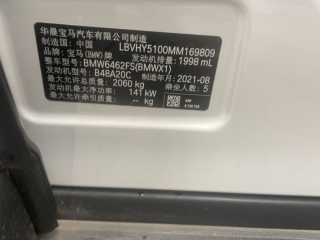 华晨宝马汽车有限公司制造
制造国：中国 LBVHY5100MM169809
品牌：宝马(BMW)牌 发动机排量：1998 mL
整车型号：BMW6462FS(BMWX1)
发动机型号：B48A20C 制造年月：2021-08
最大允许总质量：2060 kg 乘坐人数：5
发动机最大净功率：141 kW
最大允许牵引质量：-- kg